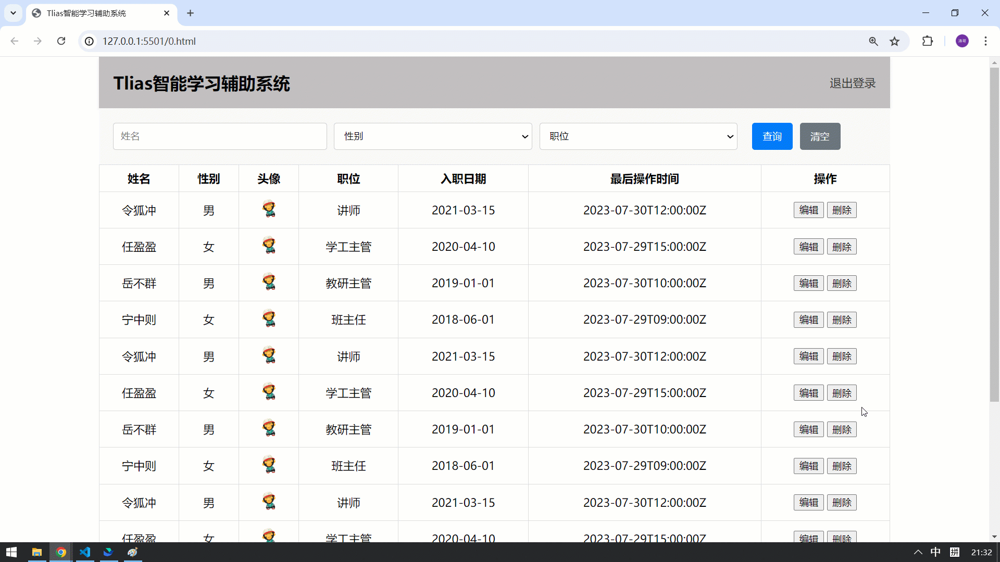 Tlias智能学习辅助系统
127.0.0.1:5501/0.html
Tlias智能学习辅助系统 退出登录
姓名 性别 职位 查询 清空
姓名 性别 头像 职位 入职日期 最后操作时间 操作
令狐冲 男 讲师 2021-03-15 2023-07-30T12:00:00Z 编辑 删除
任盈盈 女 学工主管 2020-04-10 2023-07-29T15:00:00Z 编辑 删除
岳不群 男 教研主管 2019-01-01 2023-07-30T10:00:00Z 编辑 删除
宁中则 女 班主任 2018-06-01 2023-07-29T09:00:00Z 编辑 删除
令狐冲 男 讲师 2021-03-15 2023-07-30T12:00:00Z 编辑 删除
任盈盈 女 学工主管 2020-04-10 2023-07-29T15:00:00Z 编辑 删除
岳不群 男 教研主管 2019-01-01 2023-07-30T10:00:00Z 编辑 删除
宁中则 女 班主任 2018-06-01 2023-07-29T09:00:00Z 编辑 删除
令狐冲 男 讲师 2021-03-15 2023-07-30T12:00:00Z 编辑 删除
任盈盈 女 学工主管 2020-04-10 2023-07-29T15:00:00Z 编辑 删除
中 拼 21:32